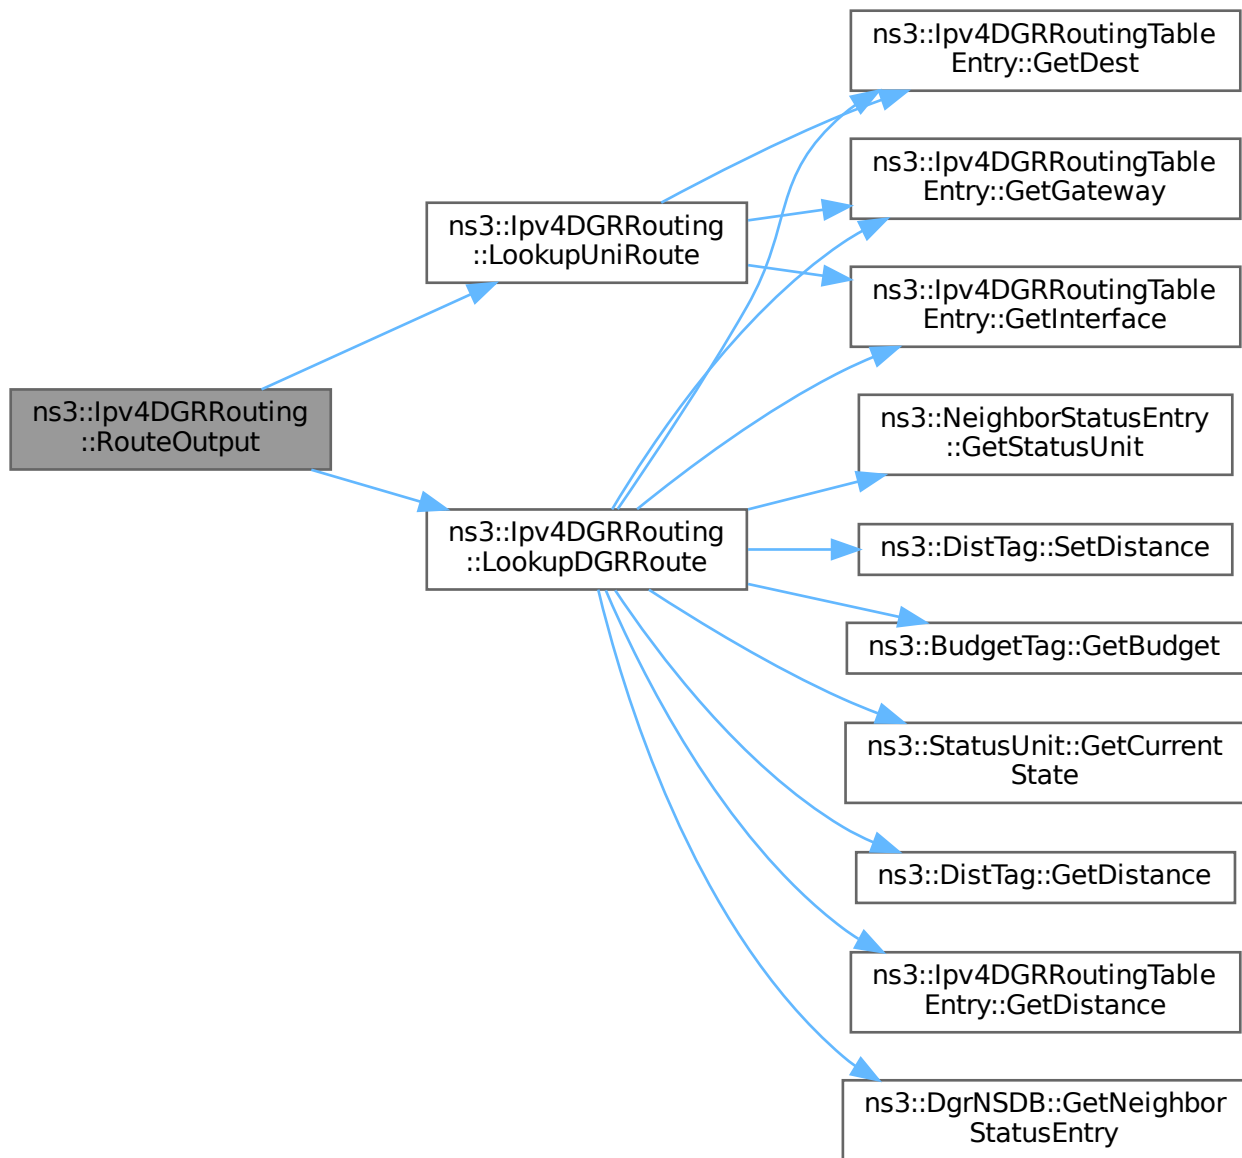 ns3::Ipv4DGRRouting
::RouteOutput
ns3::Ipv4DGRRouting
::LookupUniRoute
ns3::Ipv4DGRRouting
::LookupDGRRoute
ns3::Ipv4DGRRoutingTable
Entry::GetDest
ns3::Ipv4DGRRoutingTable
Entry::GetGateway
ns3::Ipv4DGRRoutingTable
Entry::GetInterface
ns3::NeighborStatusEntry
::GetStatusUnit
ns3::DistTag::SetDistance
ns3::BudgetTag::GetBudget
ns3::StatusUnit::GetCurrent
State
ns3::DistTag::GetDistance
ns3::Ipv4DGRRoutingTable
Entry::GetDistance
ns3::DgrNSDB::GetNeighbor
StatusEntry